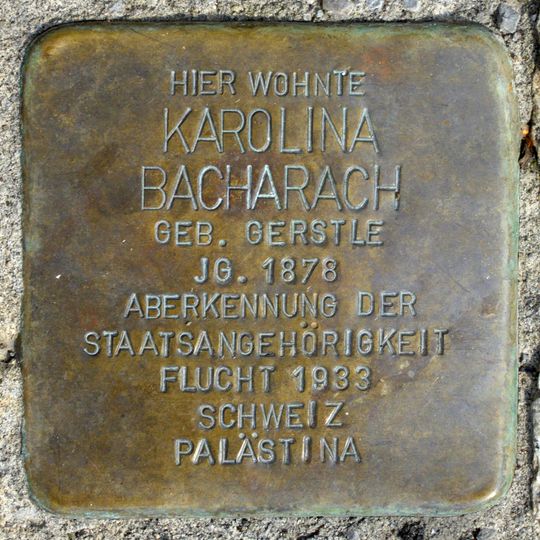 HIER WOHNTE
KAROLINA
BACHARACH
GEB. GERSTLE
JG. 1878
ABERKENNUNG DER
STAATSANGEHÖRIGKEIT
FLUCHT 1933
SCHWEIZ
PALÄSTINA